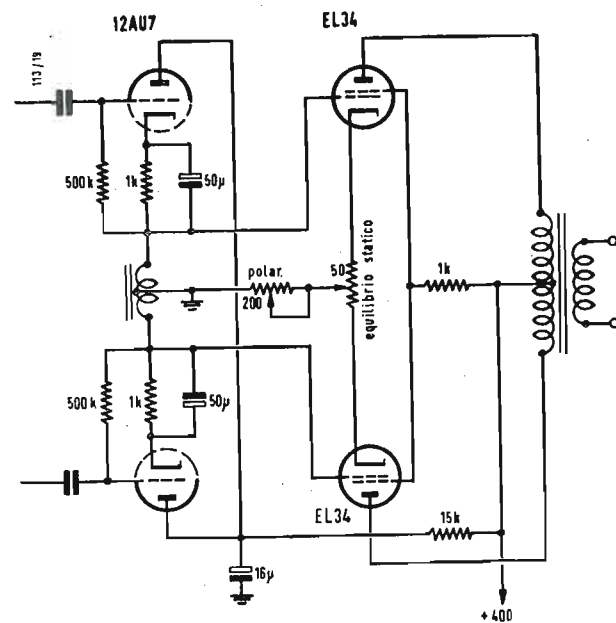 12AU7
EL34
113/19
500k
1k
50µ
polar.
200
50
equilibrio statico
1k
500k
1k
50µ
EL34
15k
16µ
+400